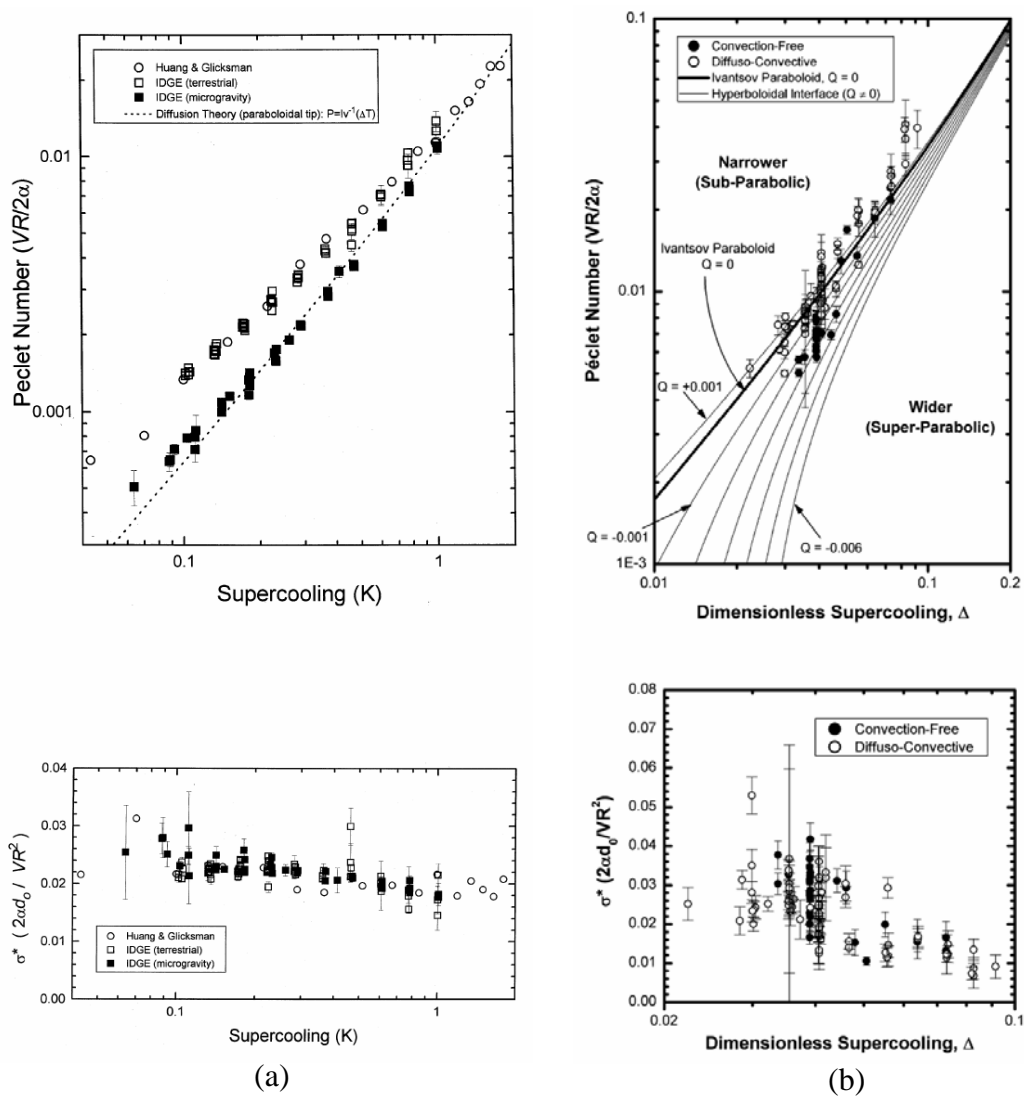 Huang & Glicksman
IDGE (terrestrial)
IDGE (microgravity)
Diffusion Theory (paraboloidal tip): P=Iv⁻¹(ΔT)
0.01
0.001
Peclet Number (VR/2α)
0.1
1
Supercooling (K)
0.1
Convection-Free
Diffuso-Convective
Ivantsov Paraboloid, Q = 0
Hyperboloidal Interface (Q ≠ 0)
Narrower
(Sub-Parabolic)
Ivantsov Paraboloid
Q = 0
0.01
Q = +0.001
Wider
(Super-Parabolic)
Q = -0.001
Q = -0.006
1E-3
Péclet Number (VR/2α)
0.01
0.1
0.2
Dimensionless Supercooling, Δ
0.04
0.03
0.02
0.01
0.00
σ* ( 2αd₀ / VR² )
Huang & Glicksman
IDGE (terrestrial)
IDGE (microgravity)
0.1
1
Supercooling (K)
(a)
0.08
0.07
0.06
0.05
0.04
0.03
0.02
0.01
0.00
σ* (2αd₀/VR²)
Convection-Free
Diffuso-Convective
0.02
0.1
Dimensionless Supercooling, Δ
(b)